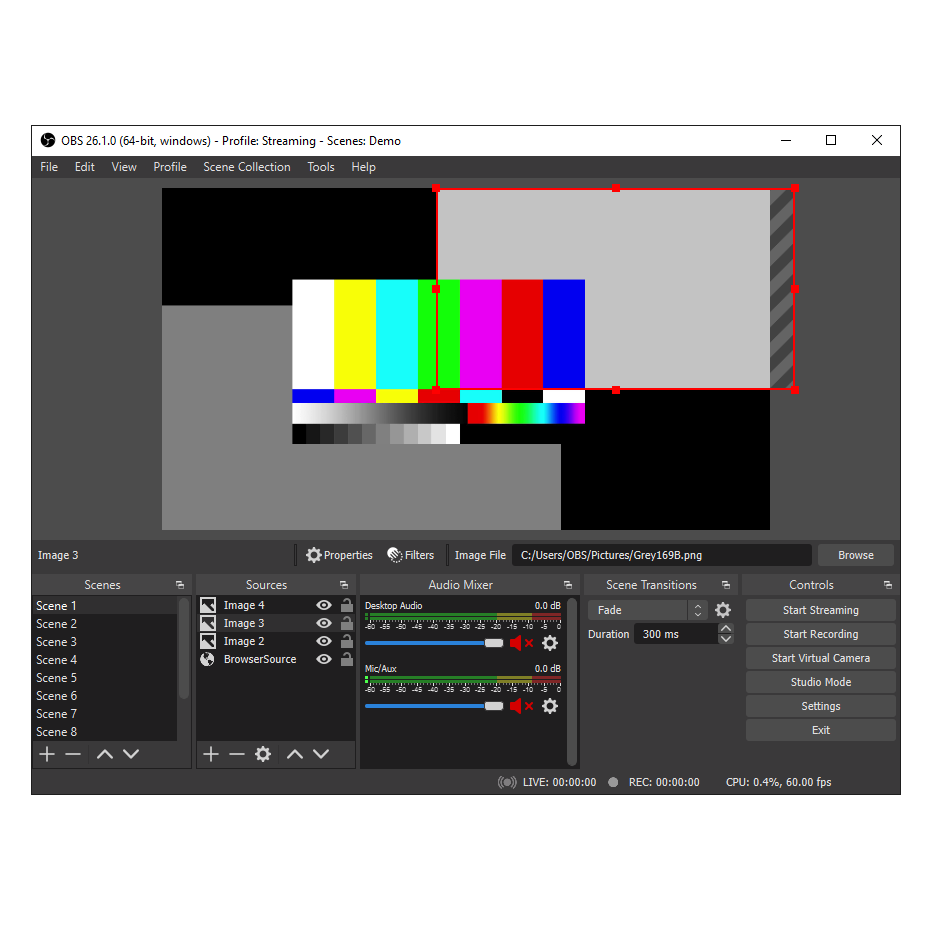 OBS 26.1.0 (64-bit, windows) - Profile: Streaming - Scenes: Demo
File Edit View Profile Scene Collection Tools Help
Image 3 Properties Filters Image File C:/Users/OBS/Pictures/Grey169B.png Browse
Scenes Sources Audio Mixer Scene Transitions Controls
Scene 1
Scene 2
Scene 3
Scene 4
Scene 5
Scene 6
Scene 7
Scene 8
Image 4
Image 3
Image 2
BrowserSource
Desktop Audio 0.0 dB
-60 -55 -50 -45 -40 -35 -30 -25 -20 -15 -10 -5 0
Mic/Aux 0.0 dB
-60 -55 -50 -45 -40 -35 -30 -25 -20 -15 -10 -5 0
Fade
Duration 300 ms
Start Streaming
Start Recording
Start Virtual Camera
Studio Mode
Settings
Exit
LIVE: 00:00:00 REC: 00:00:00 CPU: 0.4%, 60.00 fps